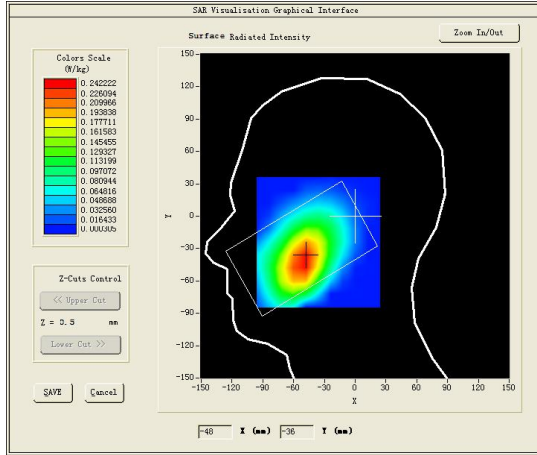 SAR Visualisation Graphical Interface
Surface Radiated Intensity
Zoom In/Out
Colors Scale
(W/kg)
0.242222
0.226094
0.209966
0.193838
0.177711
0.161583
0.145455
0.129327
0.113199
0.097072
0.080944
0.064816
0.048688
0.032560
0.016433
0.000305
Z-Cuts Control
<< Upper Cut
Z = 3.5 mm
Lower Cut >>
SAVE Cancel
150
120
90
60
30
0
-30
-60
-90
-120
-150
Y
-150 -120 -90 -60 -30 0 30 60 90 120 150
X
-48 X (mm) -36 Y (mm)